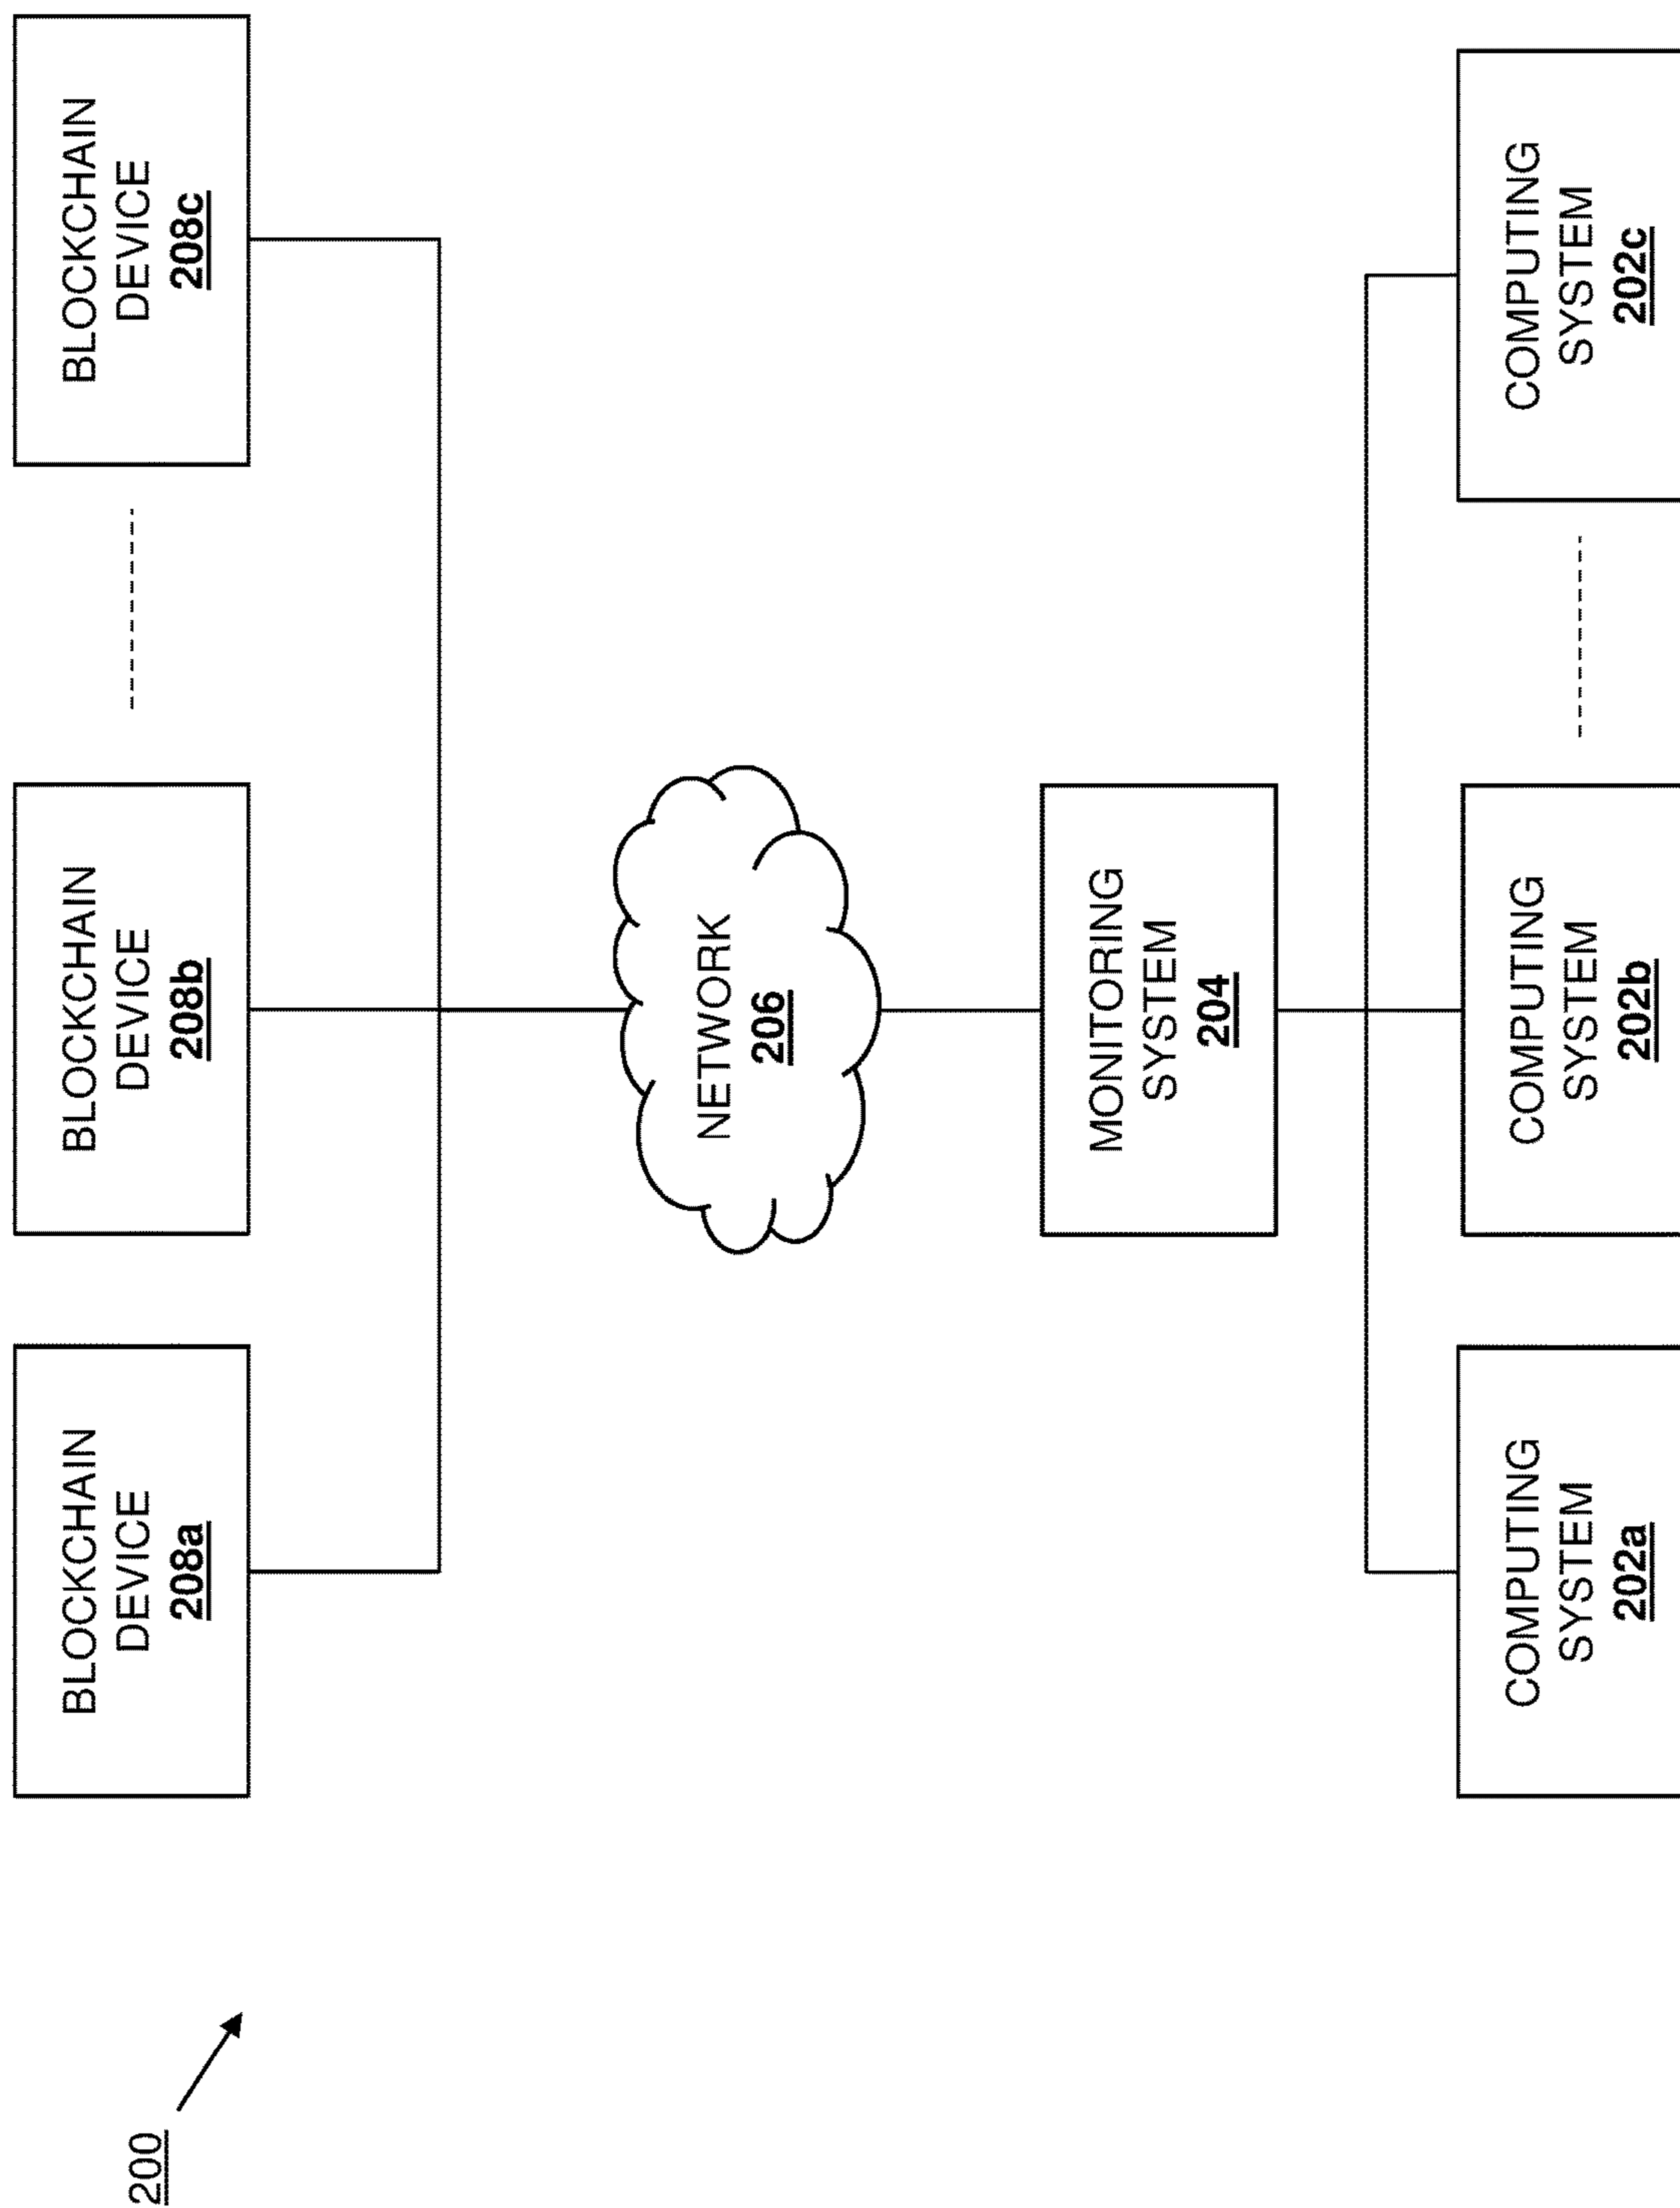 200
BLOCKCHAIN
DEVICE
208a
BLOCKCHAIN
DEVICE
208b
BLOCKCHAIN
DEVICE
208c
NETWORK
206
MONITORING
SYSTEM
204
COMPUTING
SYSTEM
202a
COMPUTING
SYSTEM
202b
COMPUTING
SYSTEM
202c